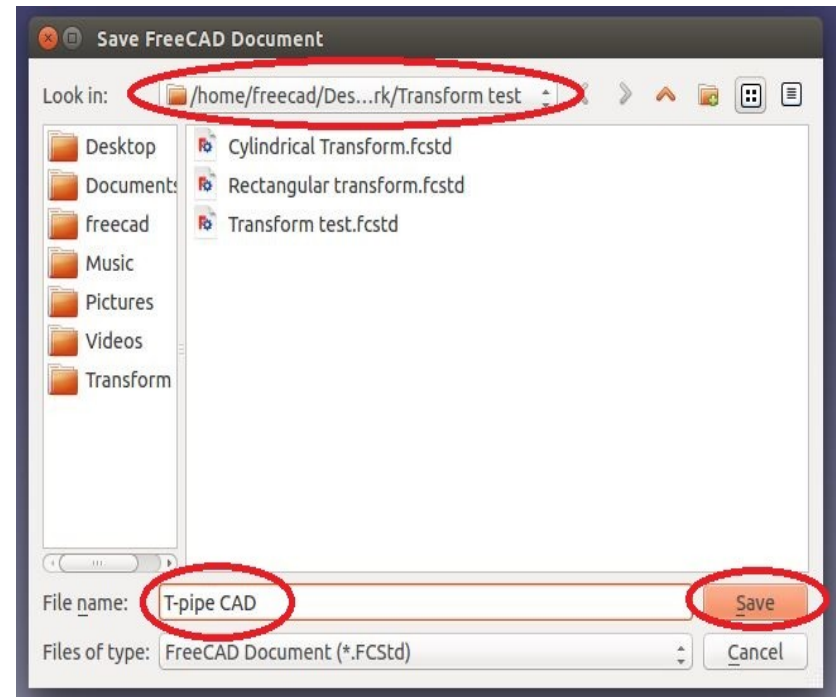 Save FreeCAD Document
Look in: /home/freecad/Des...rk/Transform test
Desktop
Documents
freecad
Music
Pictures
Videos
Transform
Cylindrical Transform.fcstd
Rectangular transform.fcstd
Transform test.fcstd
File name: T-pipe CAD Save
Files of type: FreeCAD Document (*.FCStd) Cancel